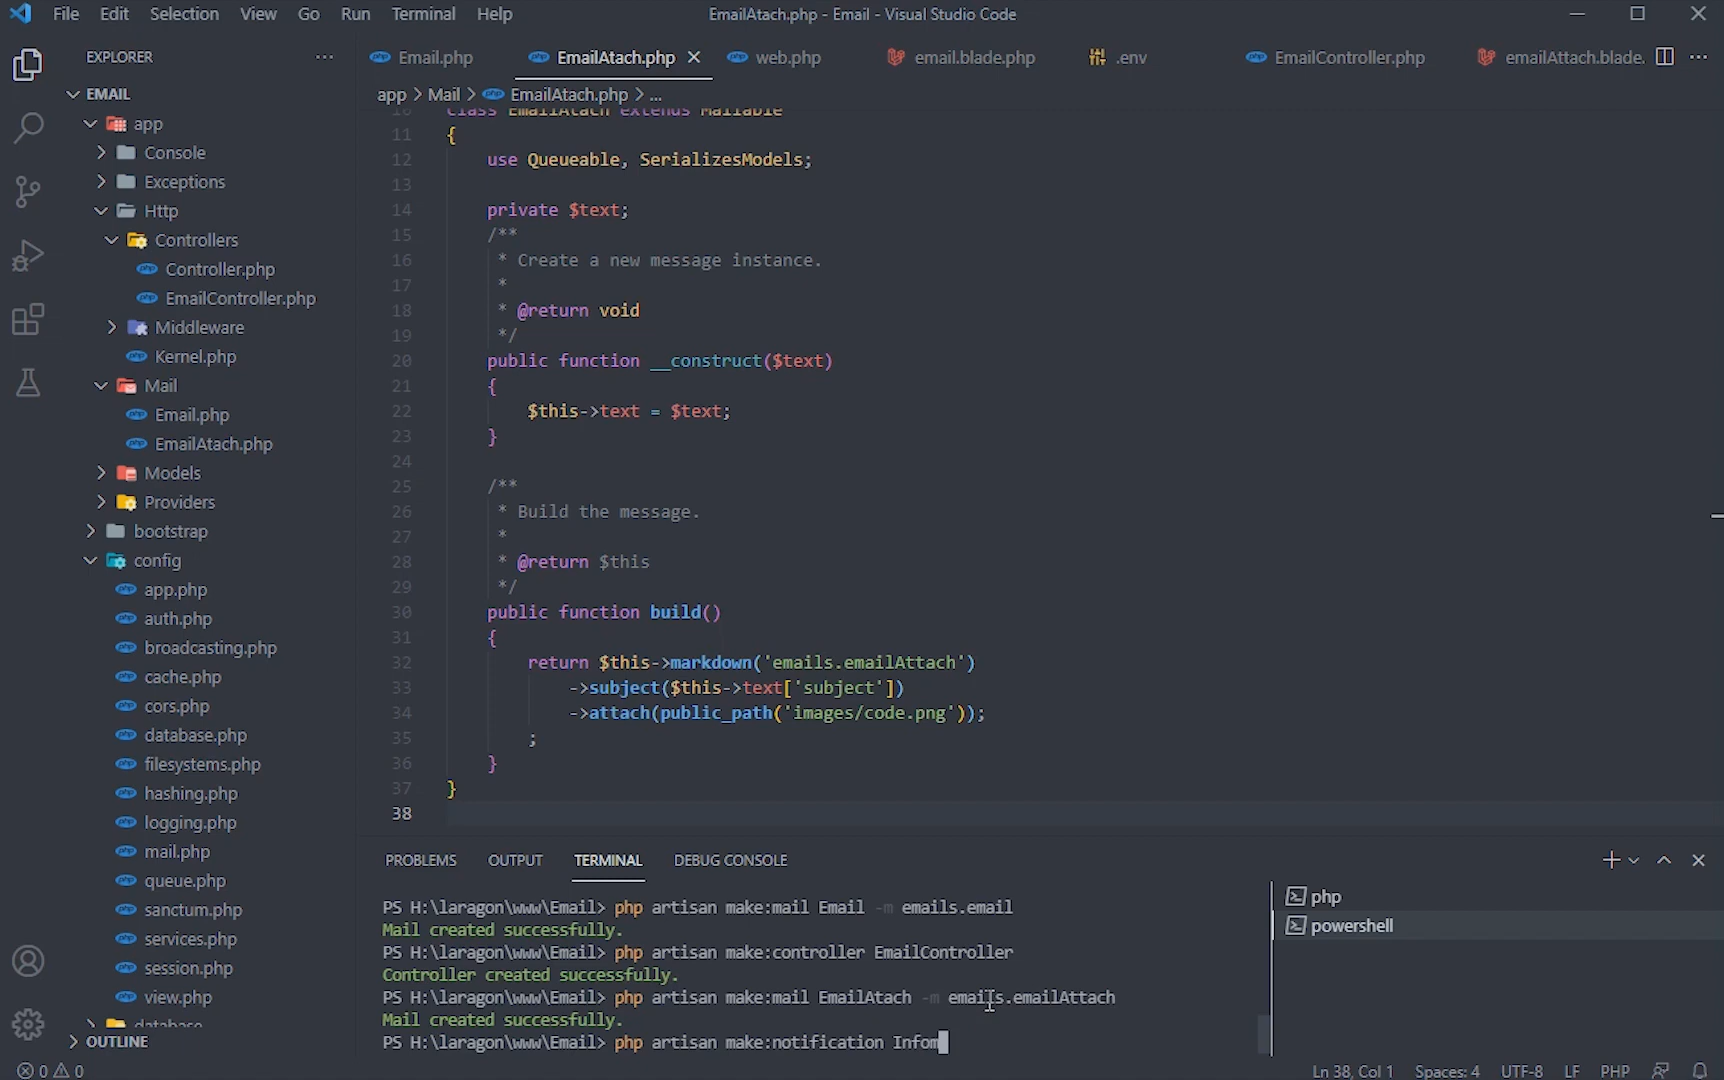 File Edit Selection View Go Run Terminal Help
EmailAtach.php - Email - Visual Studio Code
EXPLORER
Email.php
EmailAtach.php
web.php
email.blade.php
.env
EmailController.php
emailAttach.blade.
EMAIL
app
Console
Exceptions
Http
Controllers
Controller.php
EmailController.php
Middleware
Kernel.php
Mail
Email.php
EmailAtach.php
Models
Providers
bootstrap
config
app.php
auth.php
broadcasting.php
cache.php
cors.php
database.php
filesystems.php
hashing.php
logging.php
mail.php
queue.php
sanctum.php
services.php
session.php
view.php
database
OUTLINE
app > Mail > EmailAtach.php > ...
10 class EmailAtach extends Mailable
11 {
12 use Queueable, SerializesModels;
13
14 private $text;
15 /**
16 * Create a new message instance.
17 *
18 * @return void
19 */
20 public function __construct($text)
21 {
22 $this->text = $text;
23 }
24
25 /**
26 * Build the message.
27 *
28 * @return $this
29 */
30 public function build()
31 {
32 return $this->markdown('emails.emailAttach')
33 ->subject($this->text['subject'])
34 ->attach(public_path('images/code.png'));
35 ;
36 }
37 }
38
PROBLEMS OUTPUT TERMINAL DEBUG CONSOLE
PS H:\laragon\www\Email> php artisan make:mail Email -m emails.email
Mail created successfully.
PS H:\laragon\www\Email> php artisan make:controller EmailController
Controller created successfully.
PS H:\laragon\www\Email> php artisan make:mail EmailAtach -m emails.emailAttach
Mail created successfully.
PS H:\laragon\www\Email> php artisan make:notification Infom
php
powershell
0 0
Ln 38, Col 1 Spaces: 4 UTF-8 LF PHP